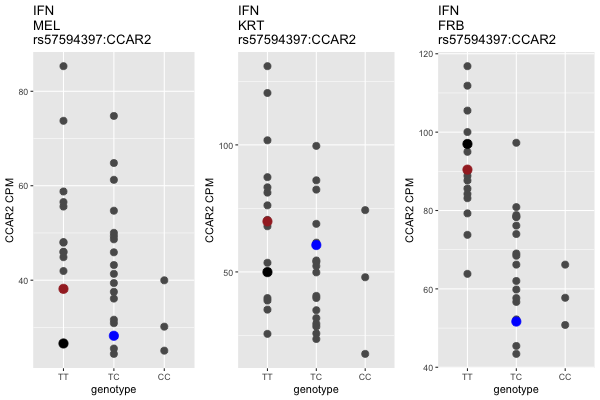 IFN
MEL
rs57594397:CCAR2
CCAR2 CPM
80
60
40
TT
TC
CC
genotype
IFN
KRT
rs57594397:CCAR2
CCAR2 CPM
100
50
TT
TC
CC
genotype
IFN
FRB
rs57594397:CCAR2
CCAR2 CPM
120
100
80
60
40
TT
TC
CC
genotype